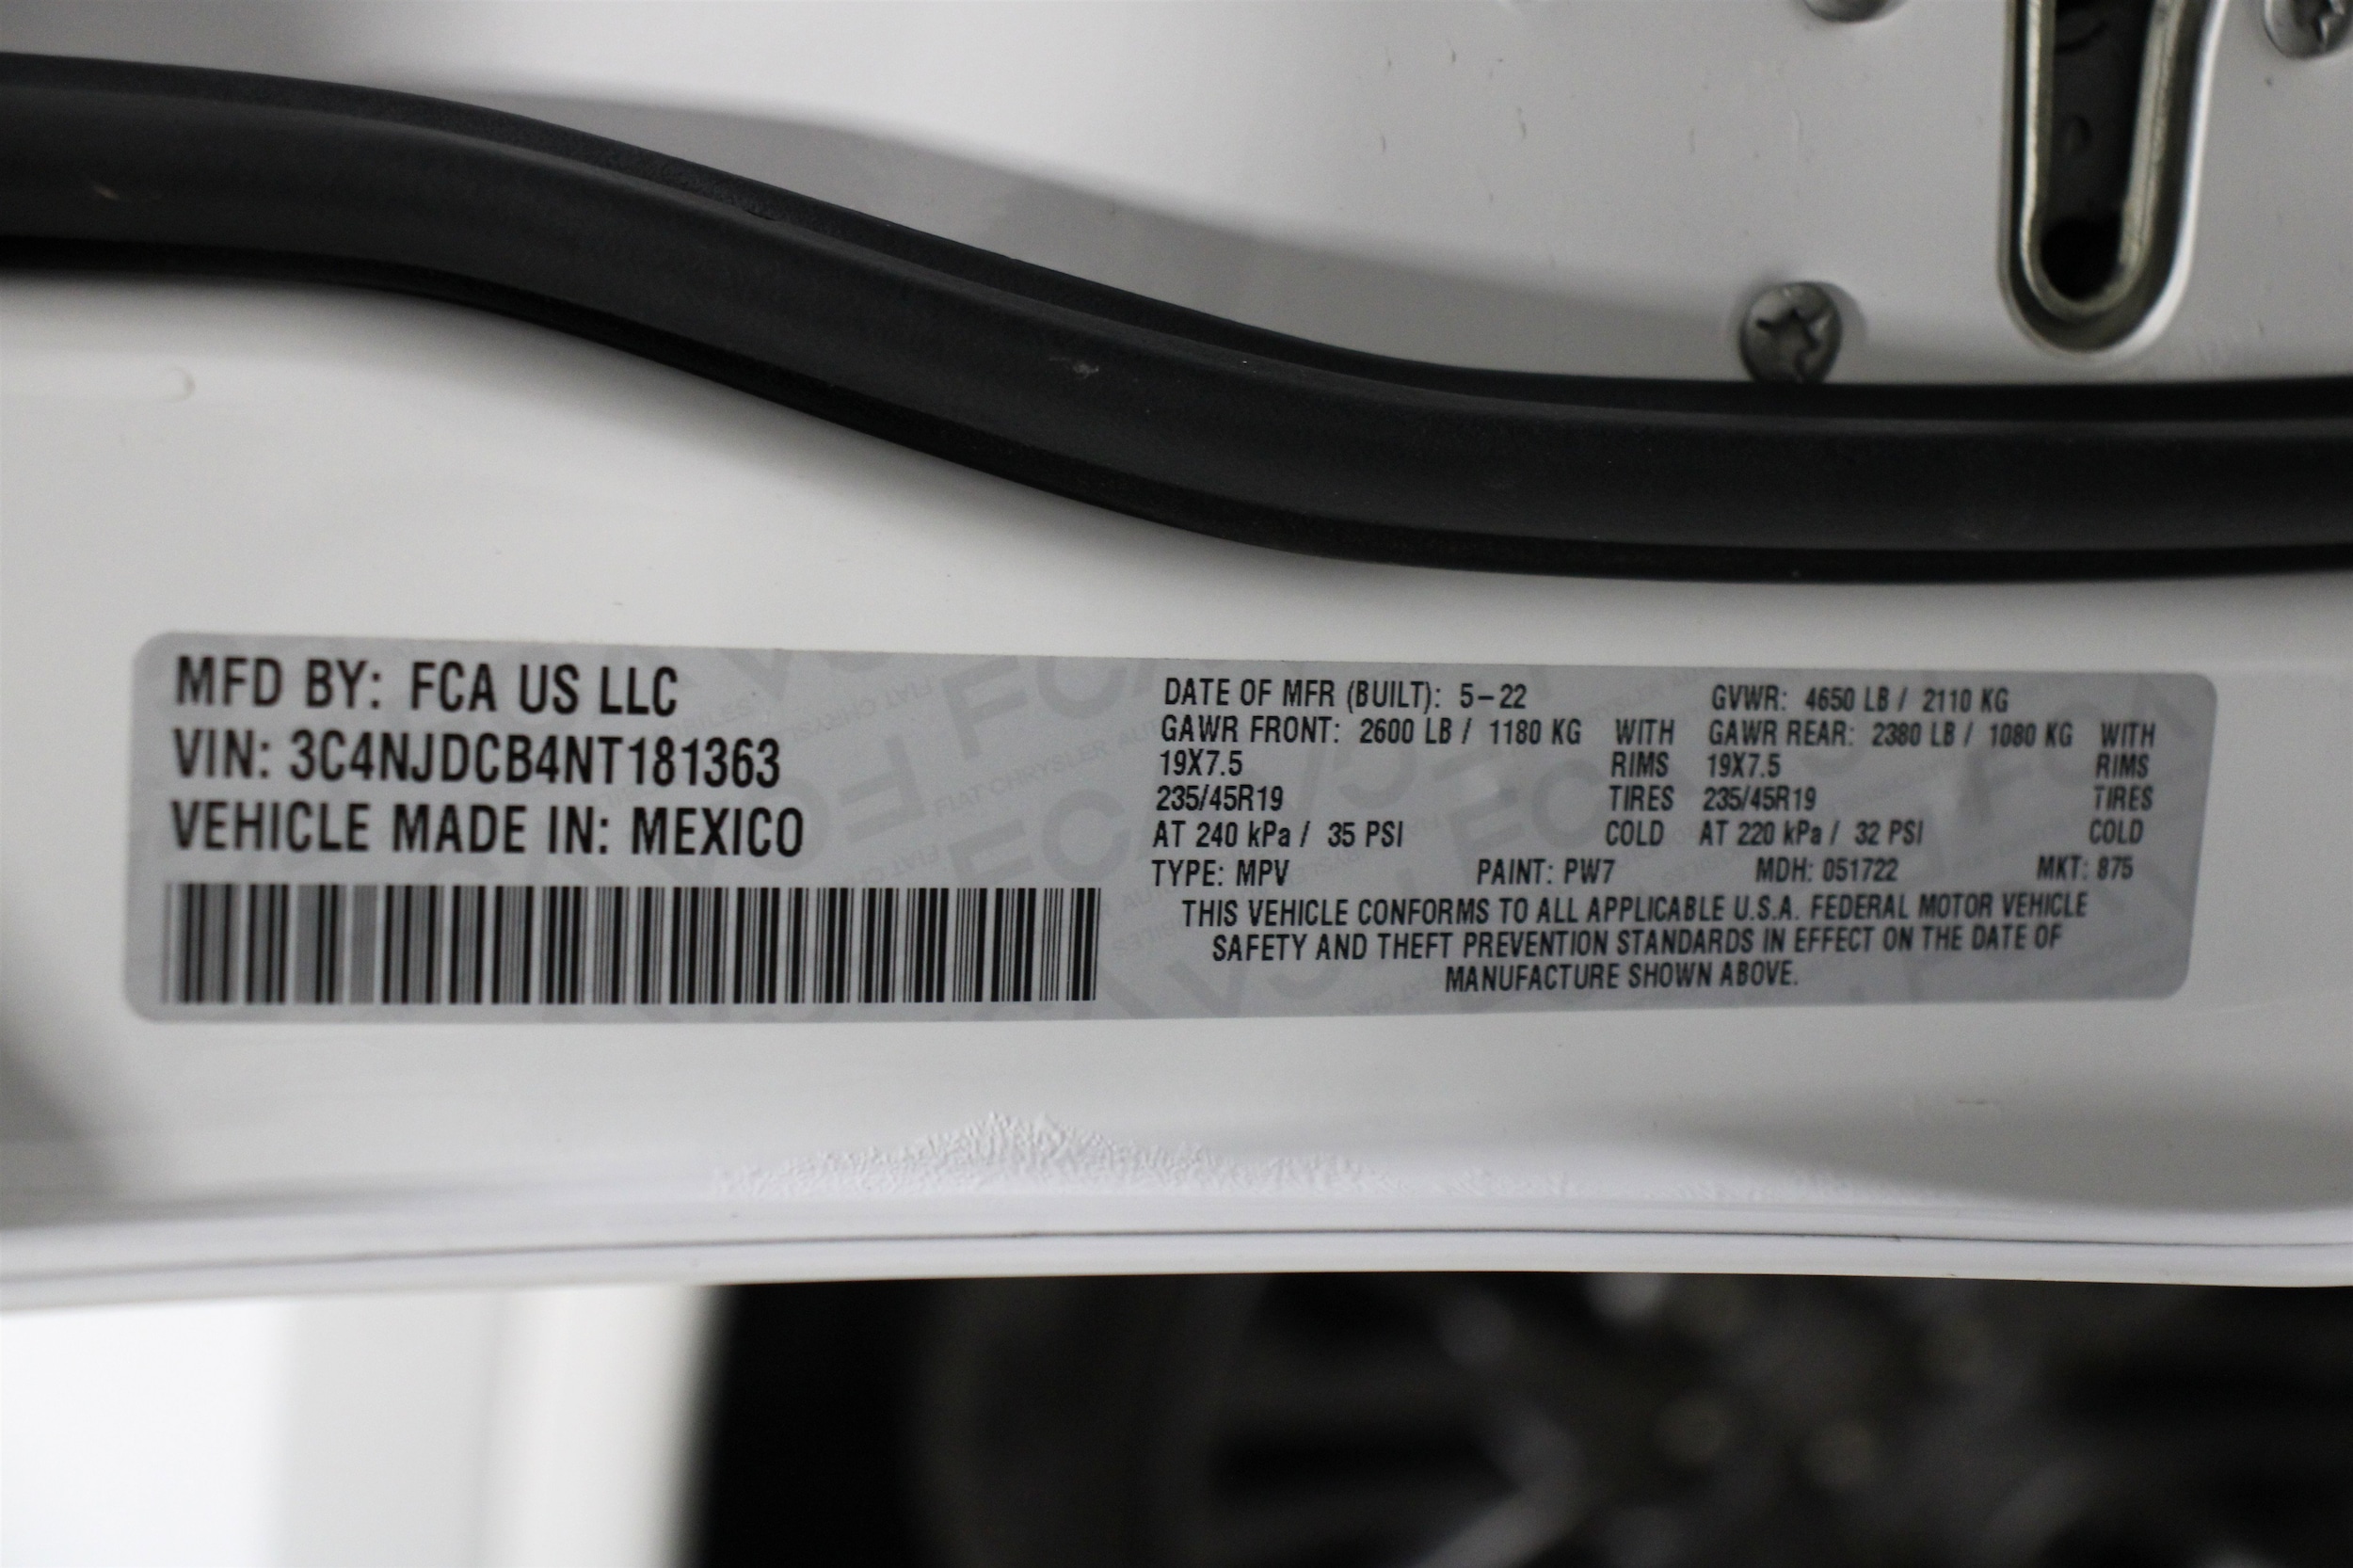 MFD BY: FCA US LLC
VIN: 3C4NJDCB4NT181363
VEHICLE MADE IN: MEXICO
DATE OF MFR (BUILT): 5-22 GVWR: 4650 LB / 2110 KG
GAWR FRONT: 2600 LB / 1180 KG WITH GAWR REAR: 2380 LB / 1080 KG WITH
19X7.5 RIMS 19X7.5 RIMS
235/45R19 TIRES 235/45R19 TIRES
AT 240 kPa / 35 PSI COLD AT 220 kPa / 32 PSI COLD
TYPE: MPV PAINT: PW7 MDH: 051722 MKT: 875
THIS VEHICLE CONFORMS TO ALL APPLICABLE U.S.A. FEDERAL MOTOR VEHICLE
SAFETY AND THEFT PREVENTION STANDARDS IN EFFECT ON THE DATE OF
MANUFACTURE SHOWN ABOVE.